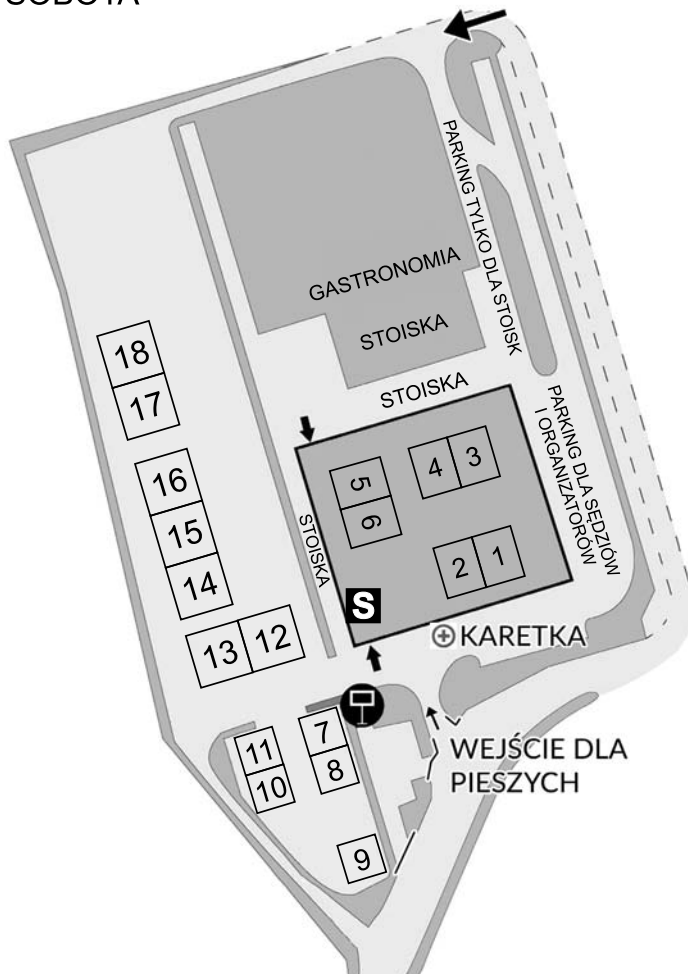 SOBOTA
PARKING TYLKO DLA STOISK
GASTRONOMIA
STOISKA
STOISKA
PARKING DLA SĘDZIÓW
I ORGANIZATORÓW
18
17
16
15
14
13 12
STOISKA
5
6
4 3
2 1
S
KARETKA
WEJŚCIE DLA
PIESZYCH
7
8
11
10
9